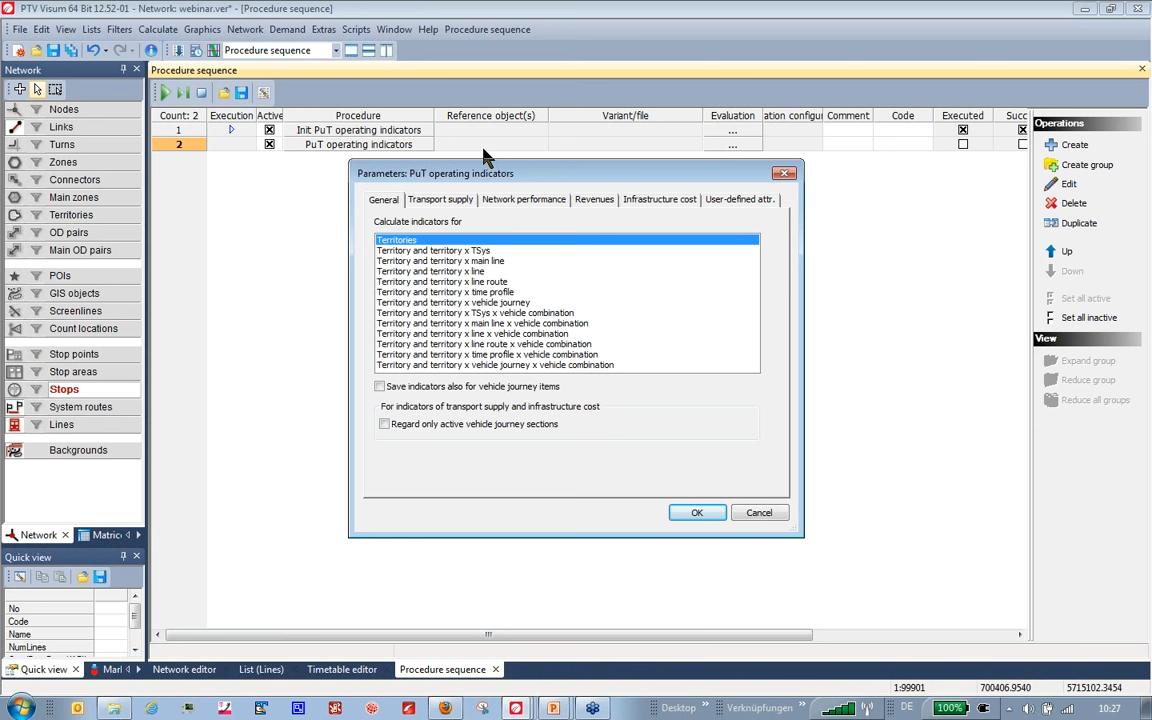 PTV Visum 64 Bit 12.52-01 - Network: webinar.ver* - [Procedure sequence]
File Edit View Lists Filters Calculate Graphics Network Demand Extras Scripts Window Help Procedure sequence
Procedure sequence
Network
Procedure sequence
Count: 2 Execution Active Procedure Reference object(s) Variant/file Evaluation ation configu Comment Code Executed Succ
1 Init PuT operating indicators ...
2 PuT operating indicators ...
Nodes
Links
Turns
Zones
Connectors
Main zones
Territories
OD pairs
Main OD pairs
POIs
GIS objects
Screenlines
Count locations
Stop points
Stop areas
Stops
System routes
Lines
Backgrounds
Network Matric
Quick view
No
Code
Name
NumLines
Parameters: PuT operating indicators
General Transport supply Network performance Revenues Infrastructure cost User-defined attr.
Calculate indicators for
Territories
Territory and territory x TSys
Territory and territory x main line
Territory and territory x line
Territory and territory x line route
Territory and territory x time profile
Territory and territory x vehicle journey
Territory and territory x TSys x vehicle combination
Territory and territory x main line x vehicle combination
Territory and territory x line x vehicle combination
Territory and territory x line route x vehicle combination
Territory and territory x time profile x vehicle combination
Territory and territory x vehicle journey x vehicle combination
Save indicators also for vehicle journey items
For indicators of transport supply and infrastructure cost
Regard only active vehicle journey sections
OK Cancel
Operations
Create
Create group
Edit
Delete
Duplicate
Up
Down
Set all active
Set all inactive
View
Expand group
Reduce group
Reduce all groups
Quick view Marl Network editor List (Lines) Timetable editor Procedure sequence
1:99901 700406.9540 5715102.3454
Desktop » Verknüpfungen » DE 100% 10:27